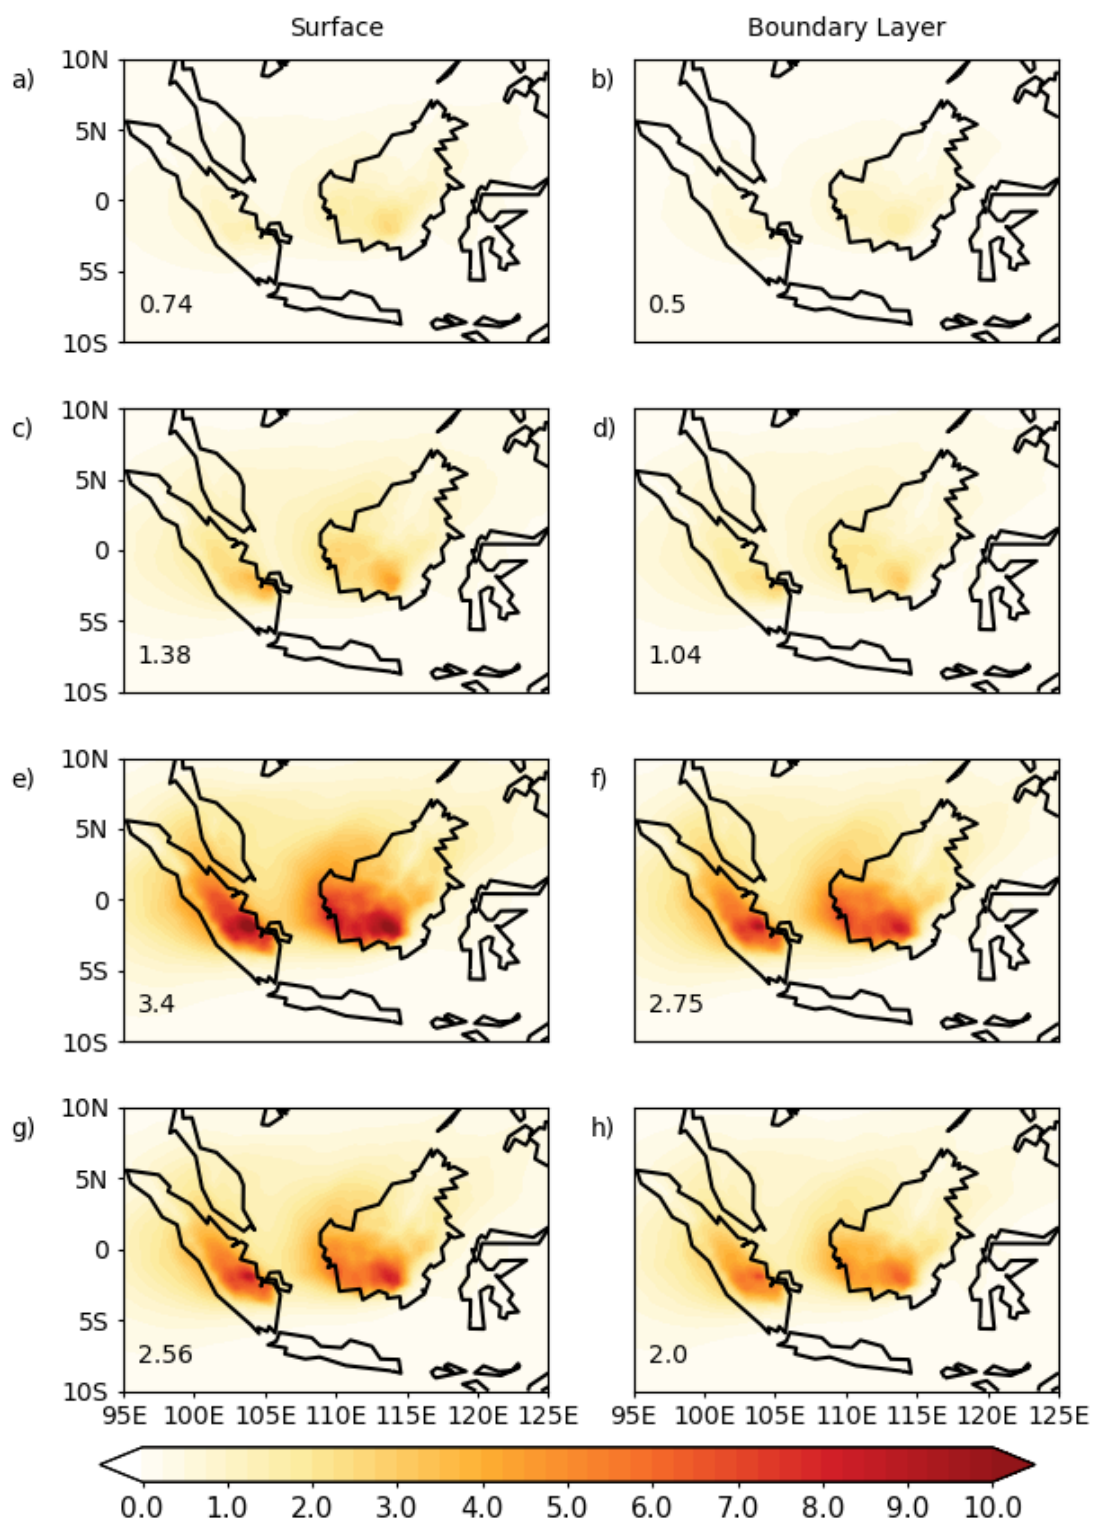 Surface Boundary Layer
a) 10N b)
5N
0
5S
0.74 0.5
10S
c) 10N d)
5N
0
5S
1.38 1.04
10S
e) 10N f)
5N
0
5S
3.4 2.75
10S
g) 10N h)
5N
0
5S
2.56 2.0
10S
95E 100E 105E 110E 115E 120E 125E 95E 100E 105E 110E 115E 120E 125E
0.0 1.0 2.0 3.0 4.0 5.0 6.0 7.0 8.0 9.0 10.0